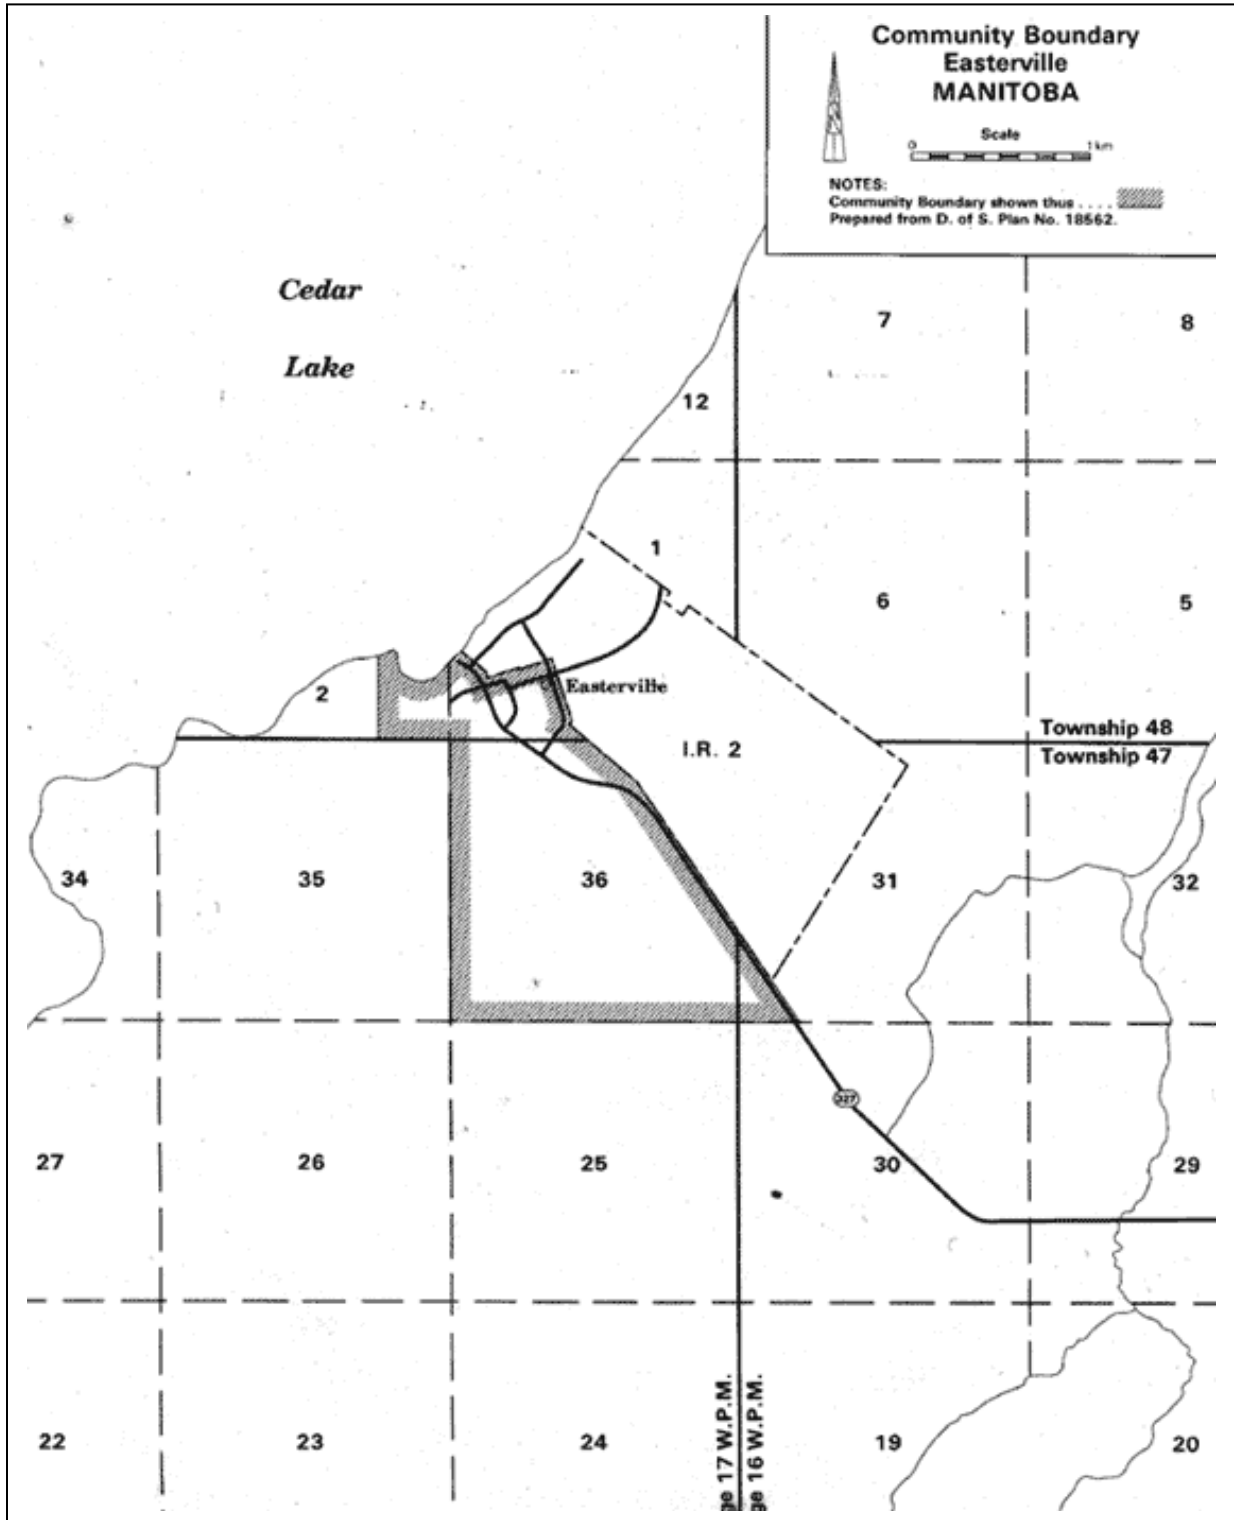 Community Boundary
Easterville
MANITOBA
Scale
0 1 km
NOTES:
Community Boundary shown thus . . . .
Prepared from D. of S. Plan No. 18562.
Cedar
Lake
7 8
12
1
6 5
2
Easterville
I.R. 2
Township 48
Township 47
34 35 36 31 32
327
27 26 25 30 29
22 23 24 19 20
ge 17 W.P.M.
ge 16 W.P.M.